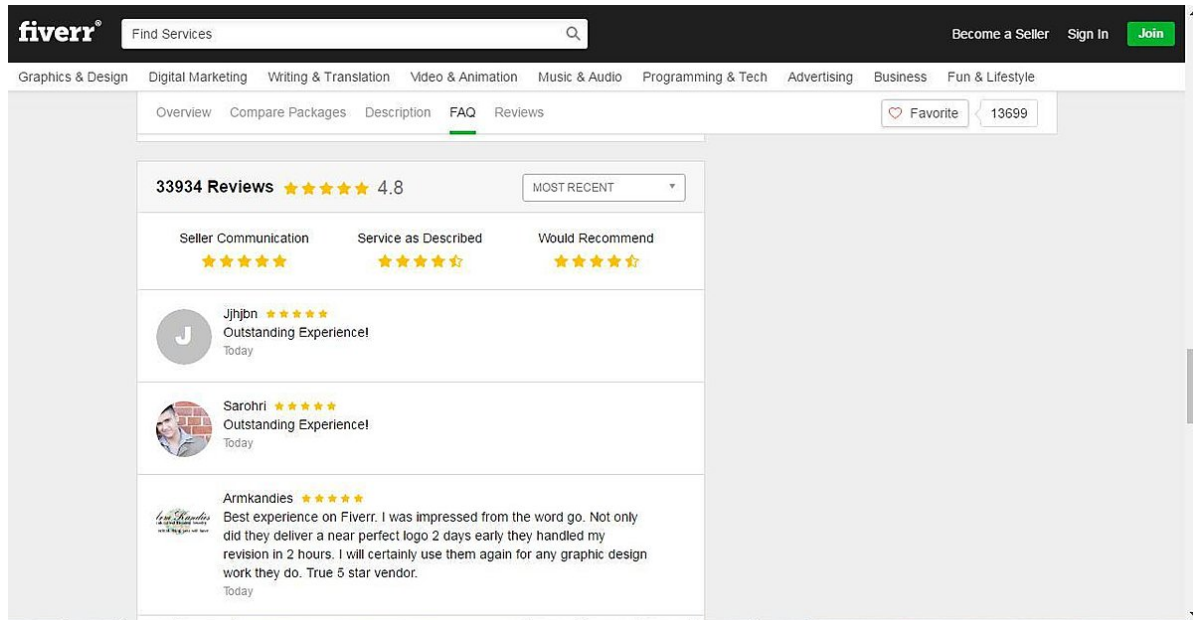 fiverr®
Find Services
Become a Seller Sign In Join
Graphics & Design Digital Marketing Writing & Translation Video & Animation Music & Audio Programming & Tech Advertising Business Fun & Lifestyle
Overview Compare Packages Description FAQ Reviews
Favorite 13699
33934 Reviews 4.8
MOST RECENT
Seller Communication Service as Described Would Recommend
J
Jjhjbn
Outstanding Experience!
Today
Sarohri
Outstanding Experience!
Today
Armkandies
Best experience on Fiverr. I was impressed from the word go. Not only
did they deliver a near perfect logo 2 days early they handled my
revision in 2 hours. I will certainly use them again for any graphic design
work they do. True 5 star vendor.
Today